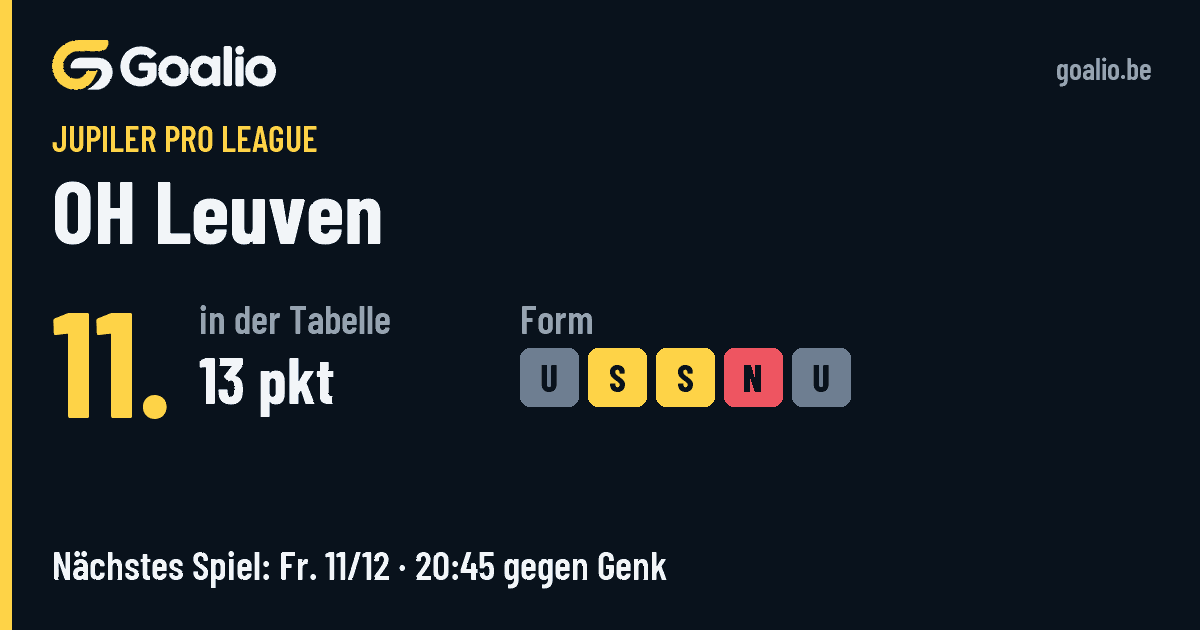 Goalio
goalio.be
JUPILER PRO LEAGUE
OH Leuven
11.
in der Tabelle
13 pkt
Form
U S S N U
Nächstes Spiel: Fr. 11/12 · 20:45 gegen Genk